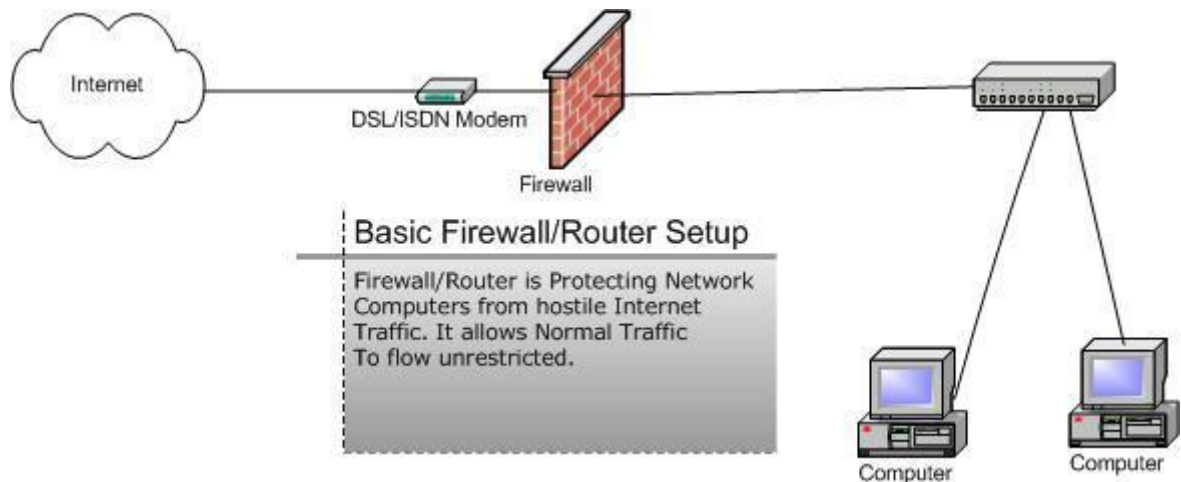 Internet
DSL/ISDN Modem
Firewall
Basic Firewall/Router Setup
Firewall/Router is Protecting Network
Computers from hostile Internet
Traffic. It allows Normal Traffic
To flow unrestricted.
Computer
Computer